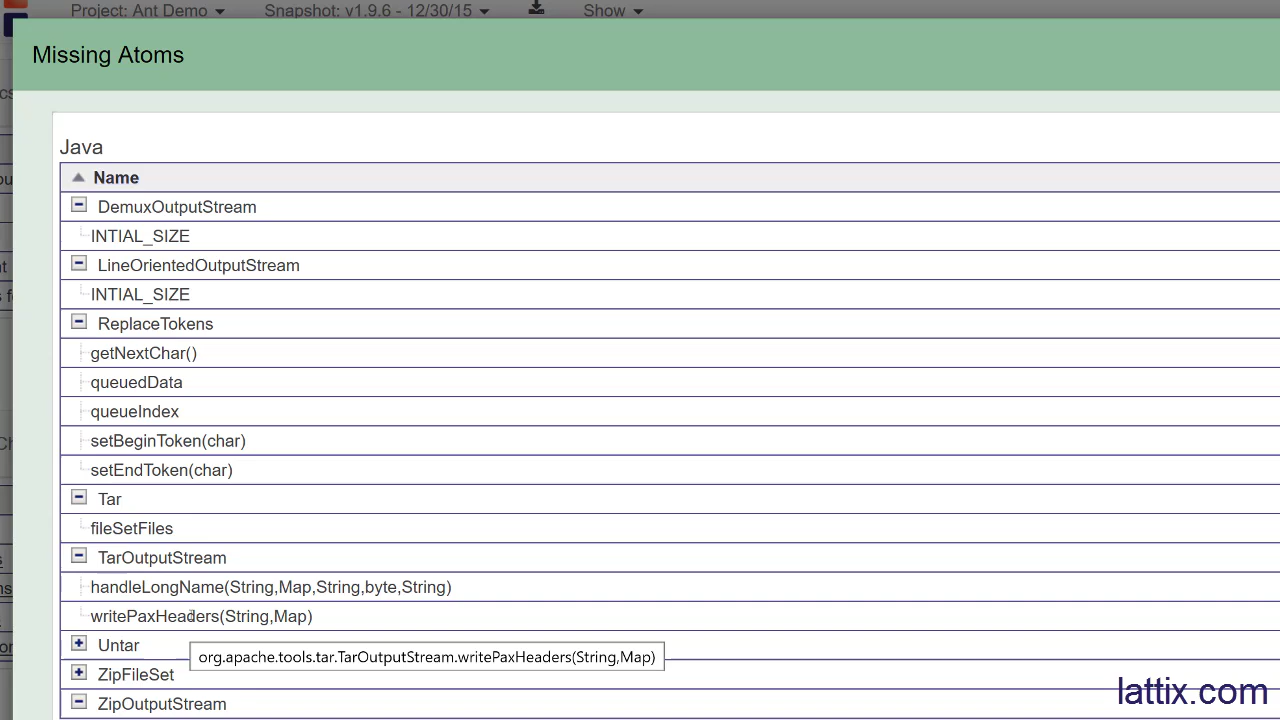 Project: Ant Demo Snapshot: v1.9.6 - 12/30/15 Show
Missing Atoms
Java
Name
DemuxOutputStream
INTIAL_SIZE
LineOrientedOutputStream
INTIAL_SIZE
ReplaceTokens
getNextChar()
queuedData
queueIndex
setBeginToken(char)
setEndToken(char)
Tar
fileSetFiles
TarOutputStream
handleLongName(String,Map,String,byte,String)
writePaxHeaders(String,Map)
Untar
org.apache.tools.tar.TarOutputStream.writePaxHeaders(String,Map)
ZipFileSet
ZipOutputStream
lattix.com